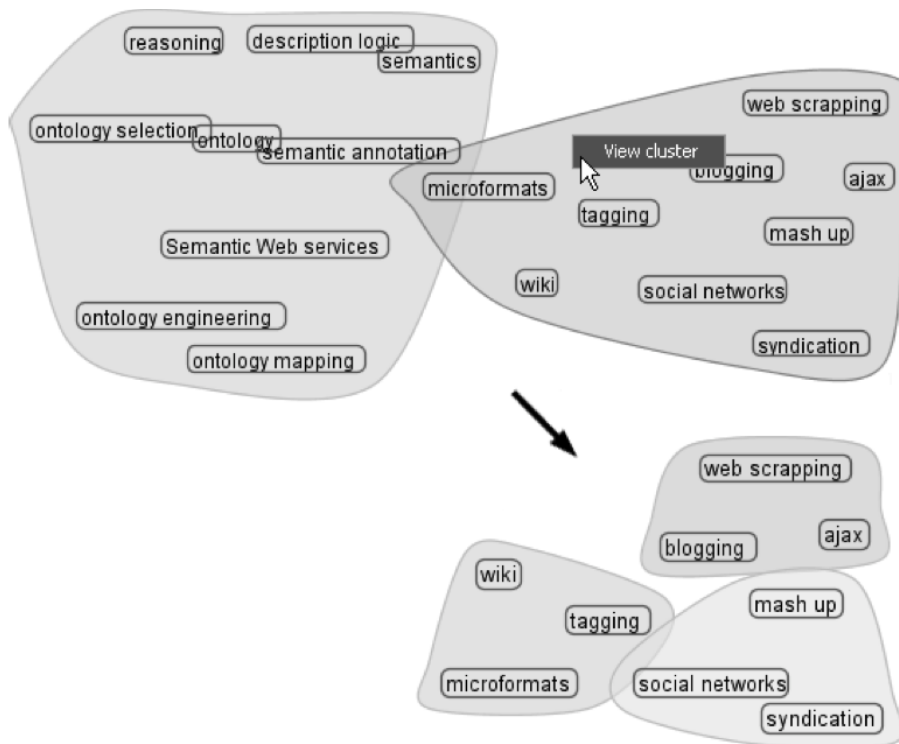 reasoning
description logic
semantics
web scrapping
ontology selection
ontology
semantic annotation
View cluster
blogging
microformats
ajax
tagging
mash up
Semantic Web services
wiki
social networks
ontology engineering
syndication
ontology mapping
web scrapping
blogging
ajax
wiki
tagging
mash up
microformats
social networks
syndication